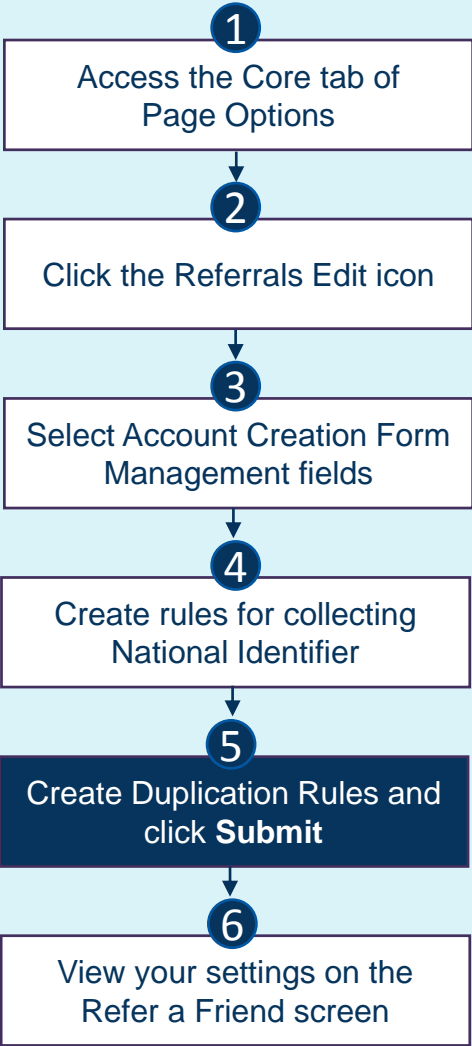 1
Access the Core tab of
Page Options
2
Click the Referrals Edit icon
3
Select Account Creation Form
Management fields
4
Create rules for collecting
National Identifier
5
Create Duplication Rules and
click Submit
6
View your settings on the
Refer a Friend screen